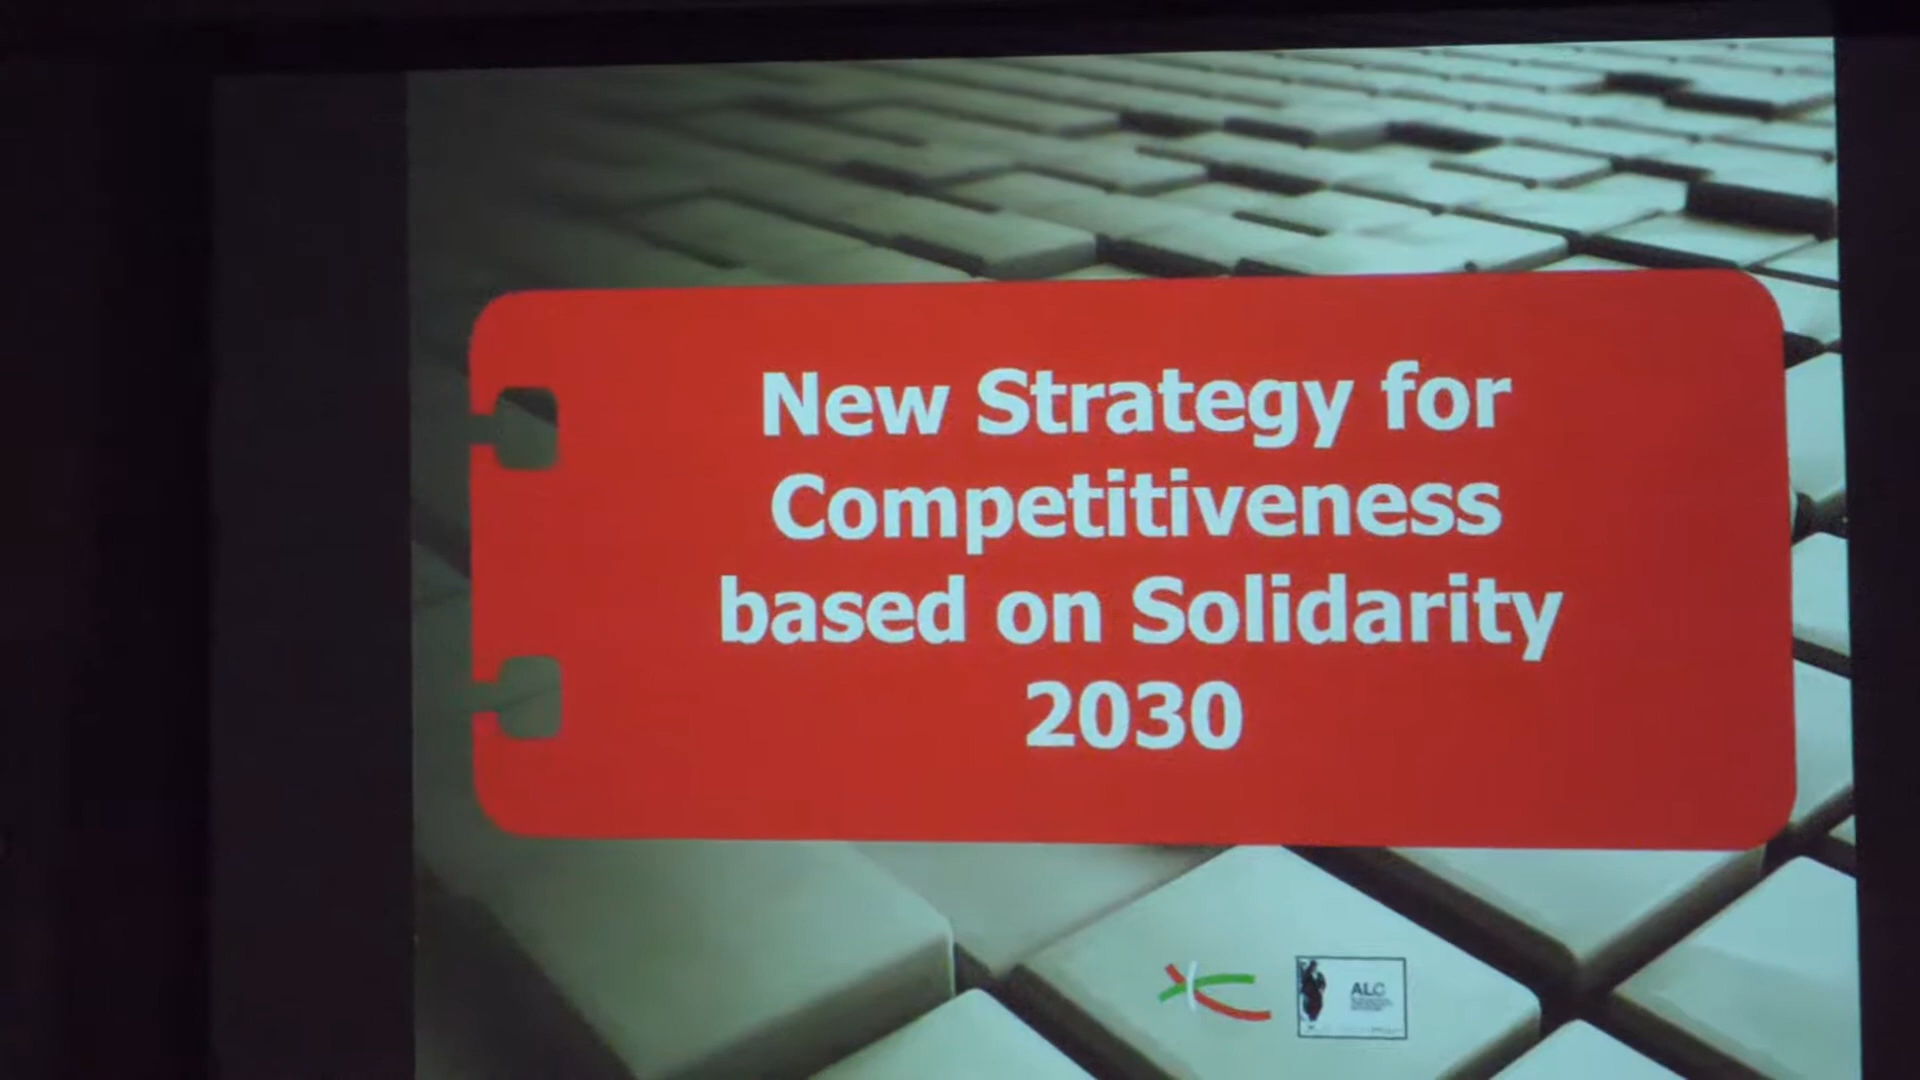 New Strategy for
Competitiveness
based on Solidarity
2030
ALC